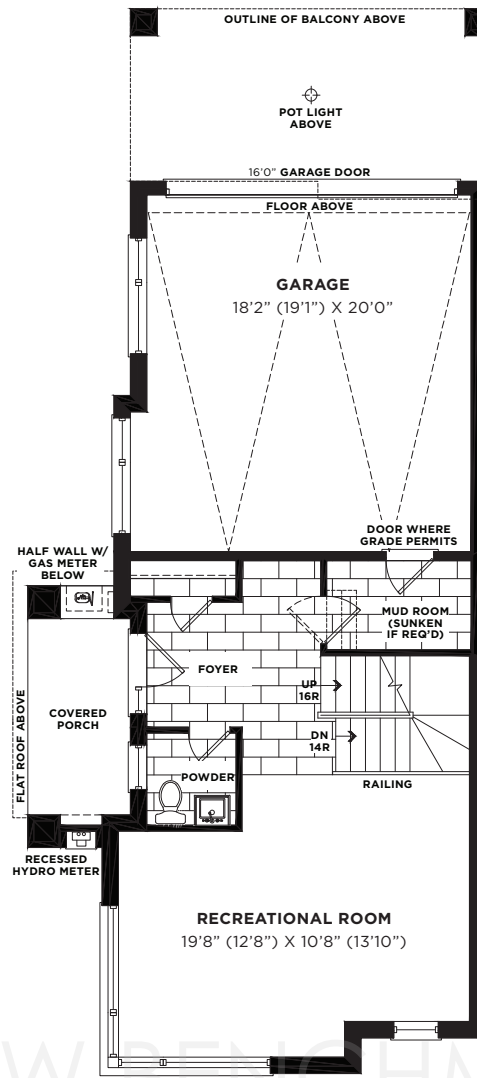 OUTLINE OF BALCONY ABOVE
POT LIGHT
ABOVE
16'0" GARAGE DOOR
FLOOR ABOVE
GARAGE
18'2" (19'1") X 20'0"
DOOR WHERE
GRADE PERMITS
HALF WALL W/
GAS METER
BELOW
MUD ROOM
(SUNKEN
IF REQ'D)
FOYER
UP
16R
COVERED
PORCH
FLAT ROOF ABOVE
DN
14R
POWDER
RAILING
RECESSED
HYDRO METER
RECREATIONAL ROOM
19'8" (12'8") X 10'8" (13'10")